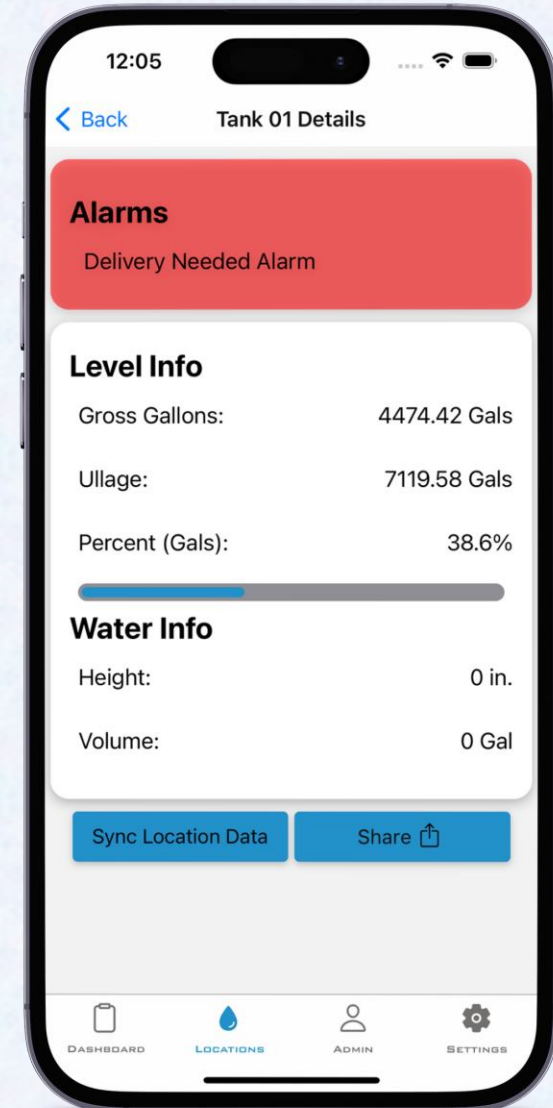 12:05
Back Tank 01 Details
Alarms
Delivery Needed Alarm
Level Info
Gross Gallons: 4474.42 Gals
Ullage: 7119.58 Gals
Percent (Gals): 38.6%
Water Info
Height: 0 in.
Volume: 0 Gal
Sync Location Data Share
Dashboard Locations Admin Settings